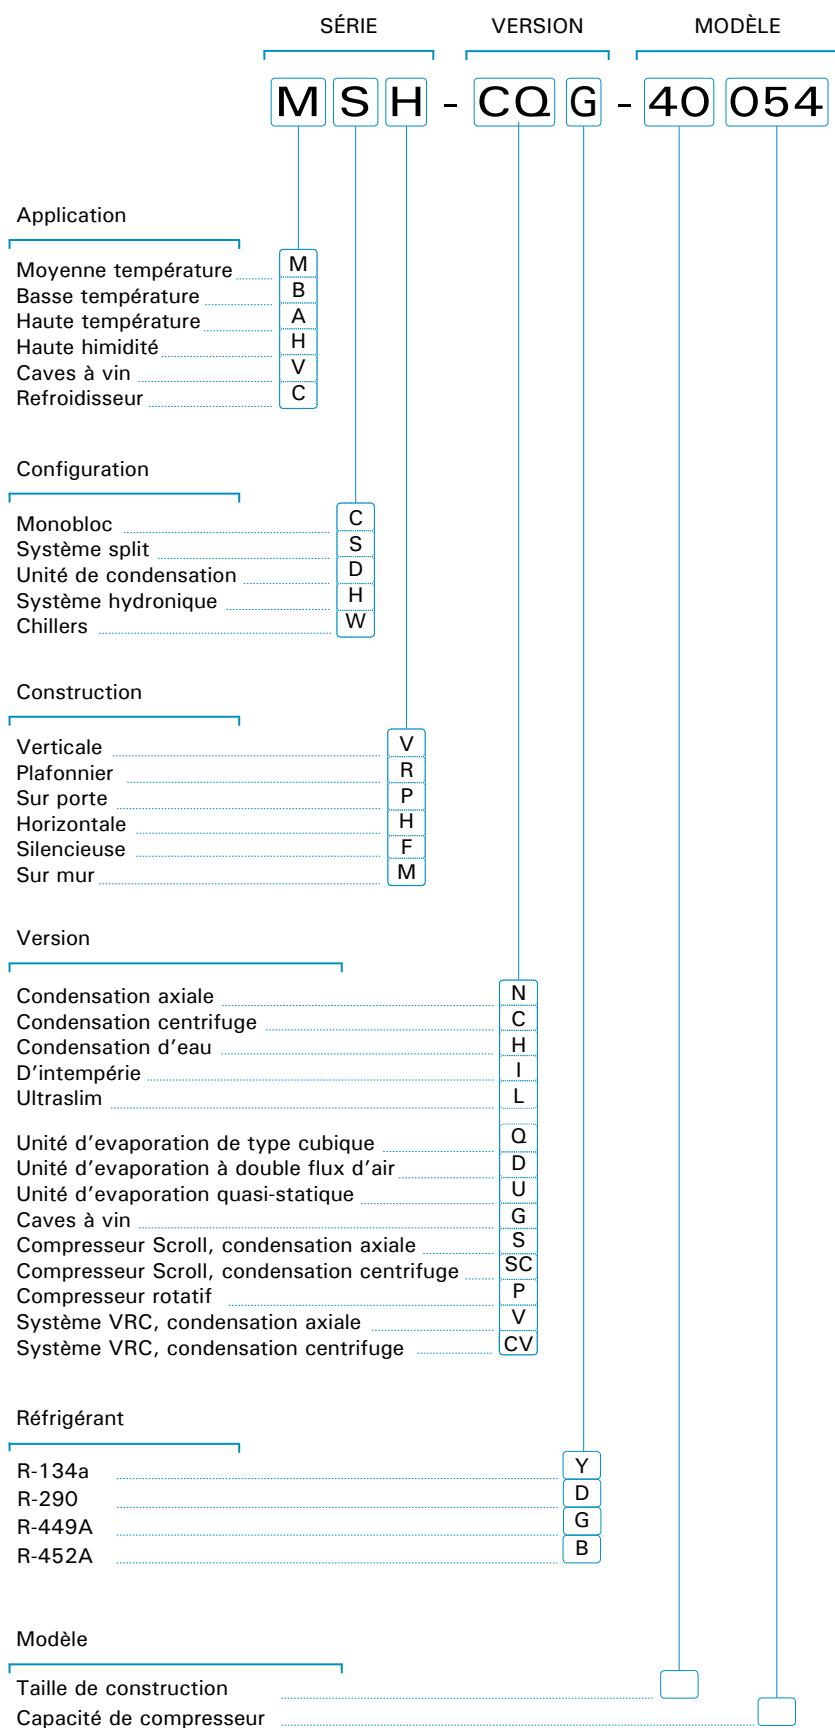 SÉRIE VERSION MODÈLE
M S H - CQ G - 40 054
Application
Moyenne température M
Basse température B
Haute température A
Haute himidité H
Caves à vin V
Refroidisseur C
Configuration
Monobloc C
Système split S
Unité de condensation D
Système hydronique H
Chillers W
Construction
Verticale V
Plafonnier R
Sur porte P
Horizontale H
Silencieuse F
Sur mur M
Version
Condensation axiale N
Condensation centrifuge C
Condensation d'eau H
D'intempérie I
Ultraslim L
Unité d'evaporation de type cubique Q
Unité d'evaporation à double flux d'air D
Unité d'evaporation quasi-statique U
Caves à vin G
Compresseur Scroll, condensation axiale S
Compresseur Scroll, condensation centrifuge SC
Compresseur rotatif P
Système VRC, condensation axiale V
Système VRC, condensation centrifuge CV
Réfrigérant
R-134a Y
R-290 D
R-449A G
R-452A B
Modèle
Taille de construction
Capacité de compresseur